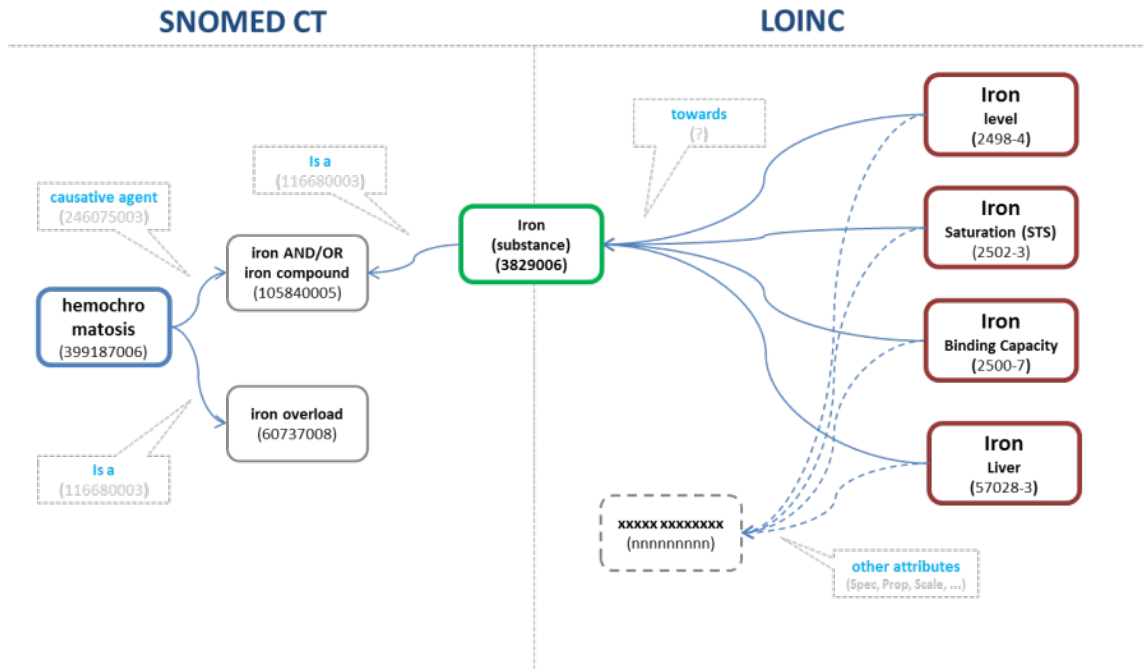 SNOMED CT
LOINC
causative agent
(246075003)
Is a
(116680003)
hemochro
matosis
(399187006)
iron AND/OR
iron compound
(105840005)
iron overload
(60737008)
Is a
(116680003)
Iron
(substance)
(3829006)
towards
(?)
Iron
level
(2498-4)
Iron
Saturation (STS)
(2502-3)
Iron
Binding Capacity
(2500-7)
Iron
Liver
(57028-3)
xxxxx xxxxxxxx
(nnnnnnnnn)
other attributes
(Spec, Prop, Scale, ...)